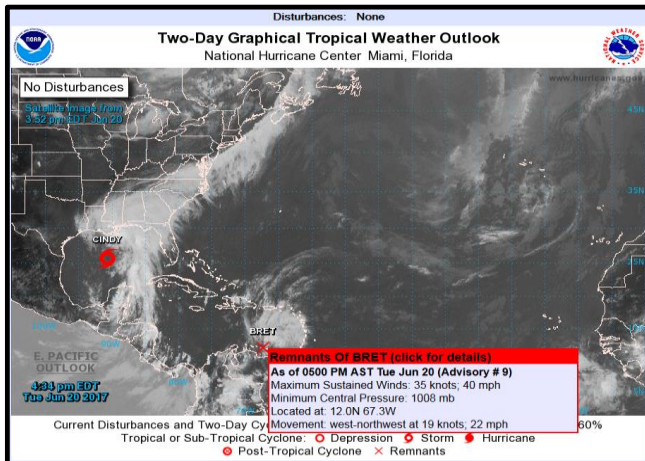 Disturbances: None
Two-Day Graphical Tropical Weather Outlook
National Hurricane Center Miami, Florida
NOAA
No Disturbances
www.hurricanes.gov
Satellite image from
3:52 pm EDT Jun 20
45N
35N
CINDY
25N
BRET
E. PACIFIC
OUTLOOK
90W
4:34 pm EDT
Tue Jun 20 2017
Remnants Of BRET (click for details)
As of 0500 PM AST Tue Jun 20 (Advisory # 9)
Maximum Sustained Winds: 35 knots; 40 mph
Minimum Central Pressure: 1008 mb
Located at: 12.0N 67.3W
Movement: west-northwest at 19 knots; 22 mph
Current Disturbances and Two-Day Cyc 60%
Tropical or Sub-Tropical Cyclone: Depression Storm Hurricane
Post-Tropical Cyclone Remnants